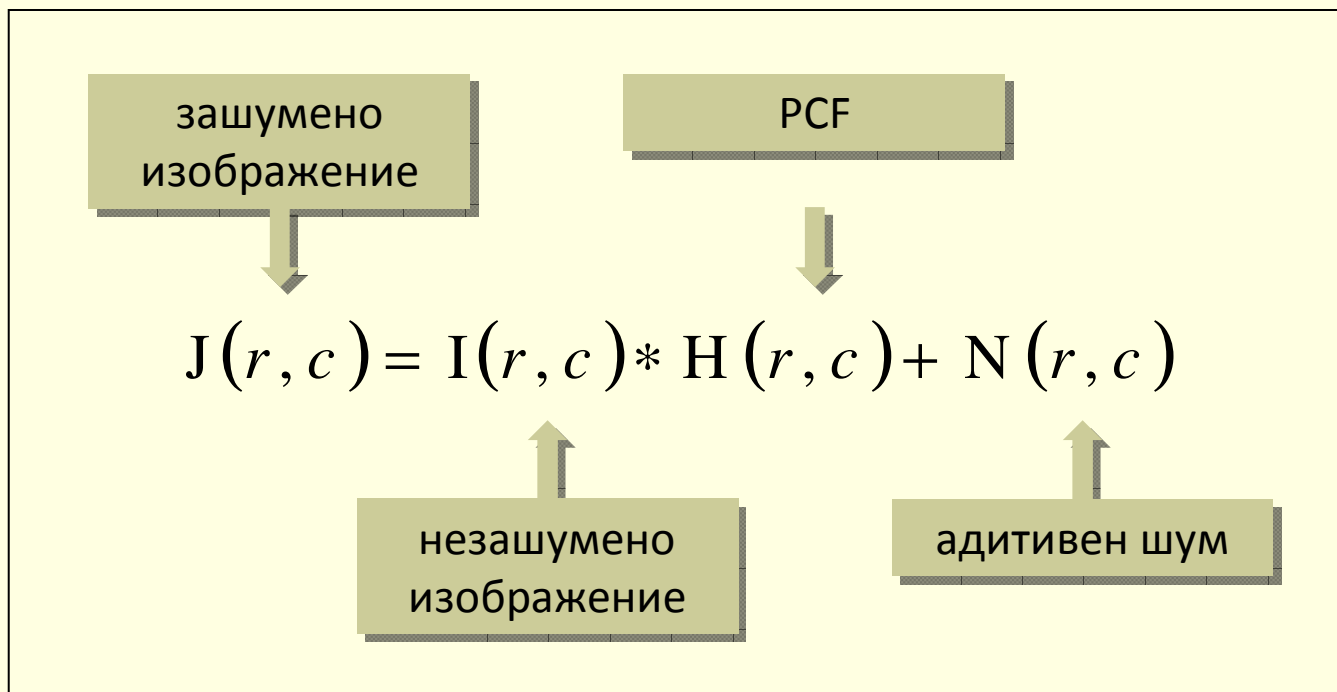 зашумено
изображение
PCF
J(r, c) = I(r, c) * H(r, c) + N(r, c)
незашумено
изображение
адитивен шум